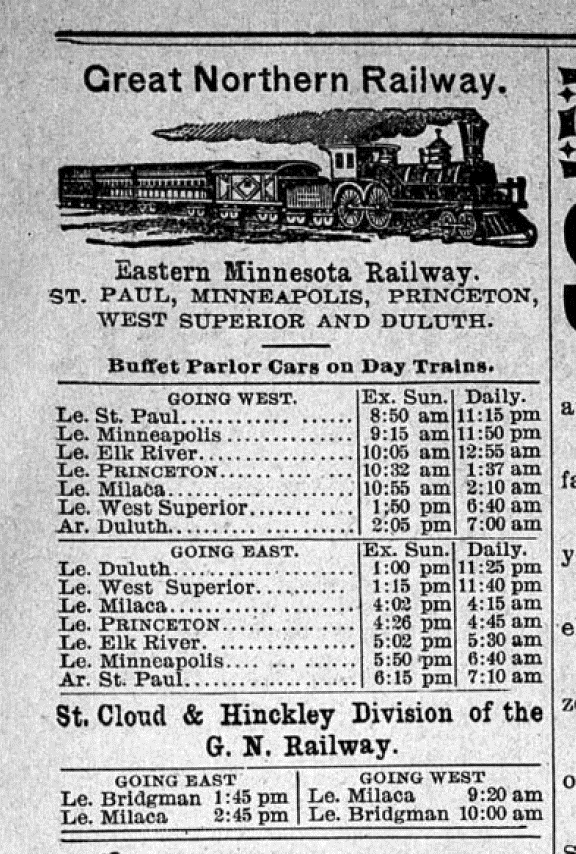 Great Northern Railway.
Eastern Minnesota Railway.
ST. PAUL, MINNEAPOLIS, PRINCETON,
WEST SUPERIOR AND DULUTH.
Buffet Parlor Cars on Day Trains.
GOING WEST. Ex. Sun. Daily.
Le. St. Paul............ ...... 8:50 am 11:15 pm
Le. Minneapolis ............. 9:15 am 11:50 pm
Le. Elk River................. 10:05 am 12:55 am
Le. PRINCETON........ .... .... 10:32 am 1:37 am
Le. Milaca.................... 10:55 am 2:10 am
Le. West Superior....... ..... 1:50 pm 6:40 am
Ar. Duluth.... ............... 2:05 pm 7:00 am
GOING EAST. Ex. Sun. Daily.
Le. Duluth.................... 1:00 pm 11:25 pm
Le. West Superior............ 1:15 pm 11:40 pm
Le. Milaca.................... 4:02 pm 4:15 am
Le. PRINCETON................ 4:26 pm 4:45 am
Le. Elk River. ............... 5:02 pm 5:30 am
Le. Minneapolis.... ... ...... 5:50 pm 6:40 am
Ar. St. Paul.................. 6:15 pm 7:10 am
St. Cloud & Hinckley Division of the
G. N. Railway.
GOING EAST GOING WEST
Le. Bridgman 1:45 pm Le. Milaca 9:20 am
Le. Milaca 2:45 pm Le. Bridgman 10:00 am